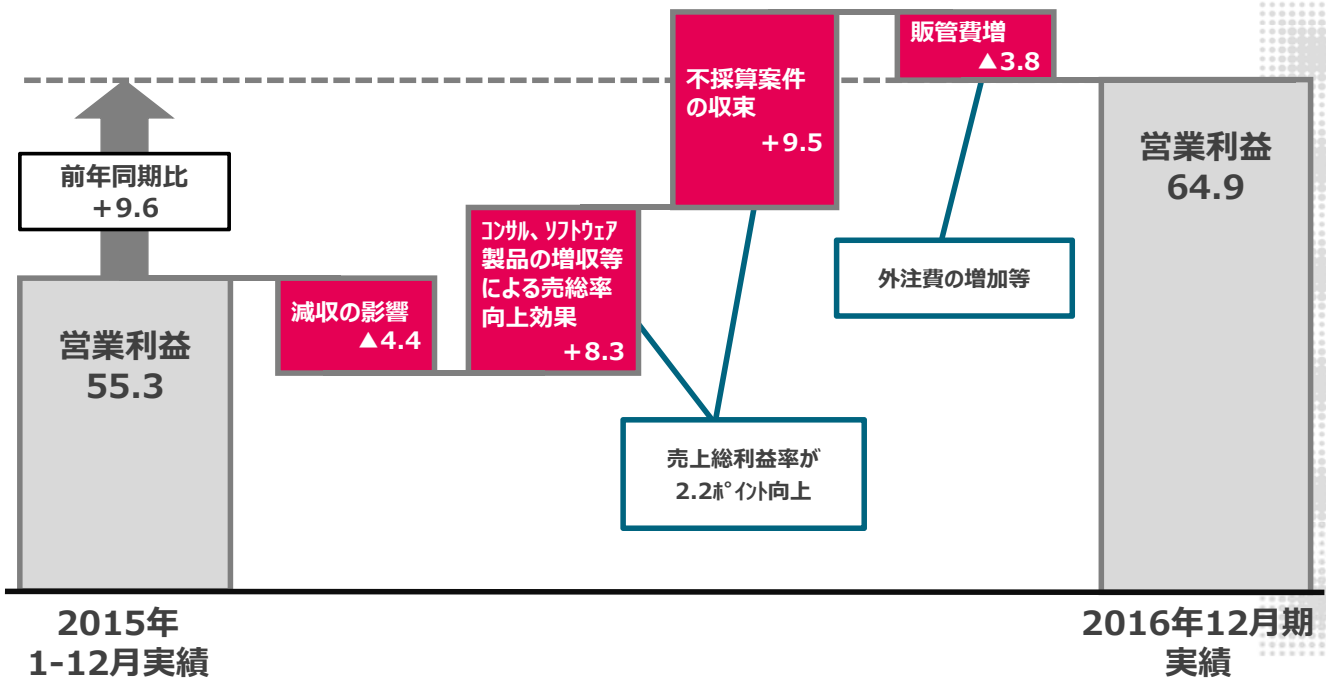 販管費増
▲3.8
不採算案件
の収束
+9.5
営業利益
64.9
前年同期比
+9.6
コンサル、ソフトウェア
製品の増収等
による売総率
向上効果
+8.3
外注費の増加等
減収の影響
▲4.4
営業利益
55.3
売上総利益率が
2.2ポイント向上
2015年
1-12月実績
2016年12月期
実績